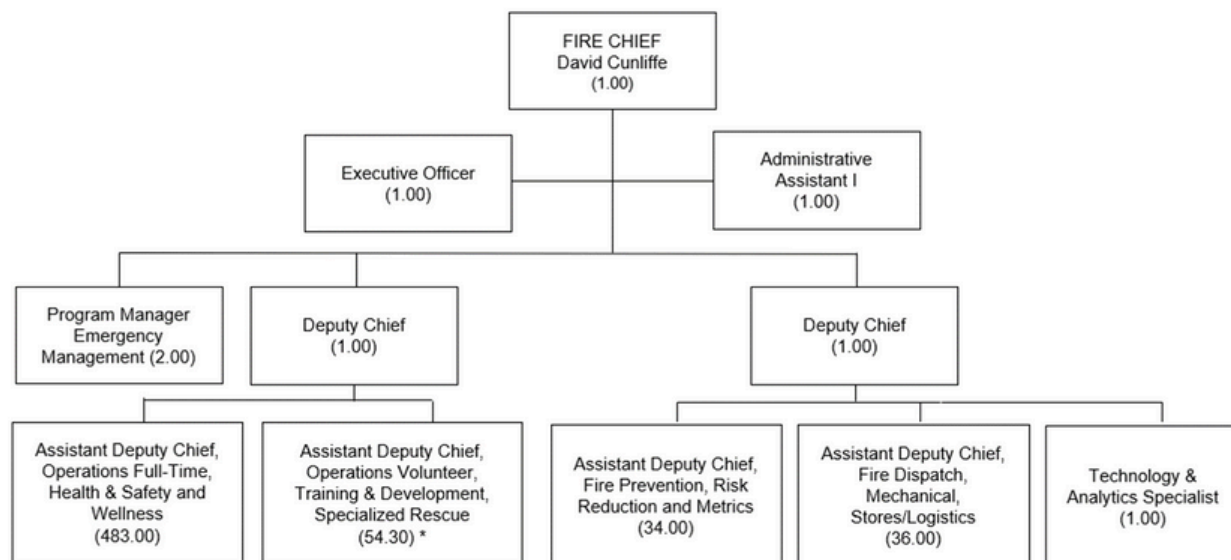 FIRE CHIEF
David Cunliffe
(1.00)
Executive Officer
(1.00)
Administrative
Assistant I
(1.00)
Program Manager
Emergency
Management (2.00)
Deputy Chief
(1.00)
Deputy Chief
(1.00)
Assistant Deputy Chief,
Operations Full-Time,
Health & Safety and
Wellness
(483.00)
Assistant Deputy Chief,
Operations Volunteer,
Training & Development,
Specialized Rescue
(54.30) *
Assistant Deputy Chief,
Fire Prevention, Risk
Reduction and Metrics
(34.00)
Assistant Deputy Chief,
Fire Dispatch,
Mechanical,
Stores/Logistics
(36.00)
Technology &
Analytics Specialist
(1.00)